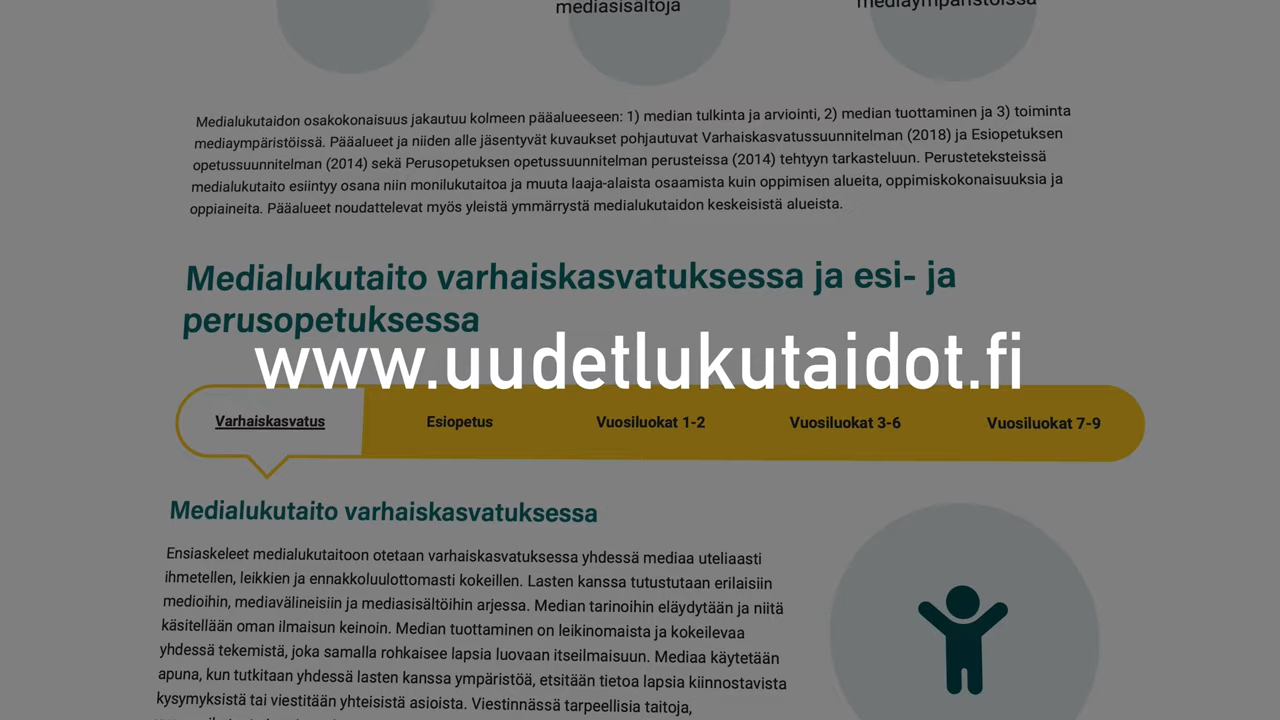 mediasisältöjä
mediaympäristöissä
Medialukutaidon osakokonaisuus jakautuu kolmeen pääalueeseen: 1) median tulkinta ja arviointi, 2) median tuottaminen ja 3) toiminta
mediaympäristöissä. Pääalueet ja niiden alle jäsentyvät kuvaukset pohjautuvat Varhaiskasvatussuunnitelman (2018) ja Esiopetuksen
opetussuunnitelman (2014) sekä Perusopetuksen opetussuunnitelman perusteissa (2014) tehtyyn tarkasteluun. Perusteteksteissä
medialukutaito esiintyy osana niin monilukutaitoa ja muuta laaja-alaista osaamista kuin oppimisen alueita, oppimiskokonaisuuksia ja
oppiaineita. Pääalueet noudattelevat myös yleistä ymmärrystä medialukutaidon keskeisistä alueista.
Medialukutaito varhaiskasvatuksessa ja esi- ja
perusopetuksessa
www.uudetlukutaidot.fi
Varhaiskasvatus Esiopetus Vuosiluokat 1-2 Vuosiluokat 3-6 Vuosiluokat 7-9
Medialukutaito varhaiskasvatuksessa
Ensiaskeleet medialukutaitoon otetaan varhaiskasvatuksessa yhdessä mediaa uteliaasti
ihmetellen, leikkien ja ennakkoluulottomasti kokeillen. Lasten kanssa tutustutaan erilaisiin
medioihin, mediavälineisiin ja mediasisältöihin arjessa. Median tarinoihin eläydytään ja niitä
käsitellään oman ilmaisun keinoin. Median tuottaminen on leikinomaista ja kokeilevaa
yhdessä tekemistä, joka samalla rohkaisee lapsia luovaan itseilmaisuun. Mediaa käytetään
apuna, kun tutkitaan yhdessä lasten kanssa ympäristöä, etsitään tietoa lapsia kiinnostavista
kysymyksistä tai viestitään yhteisistä asioista. Viestinnässä tarpeellisia taitoja,